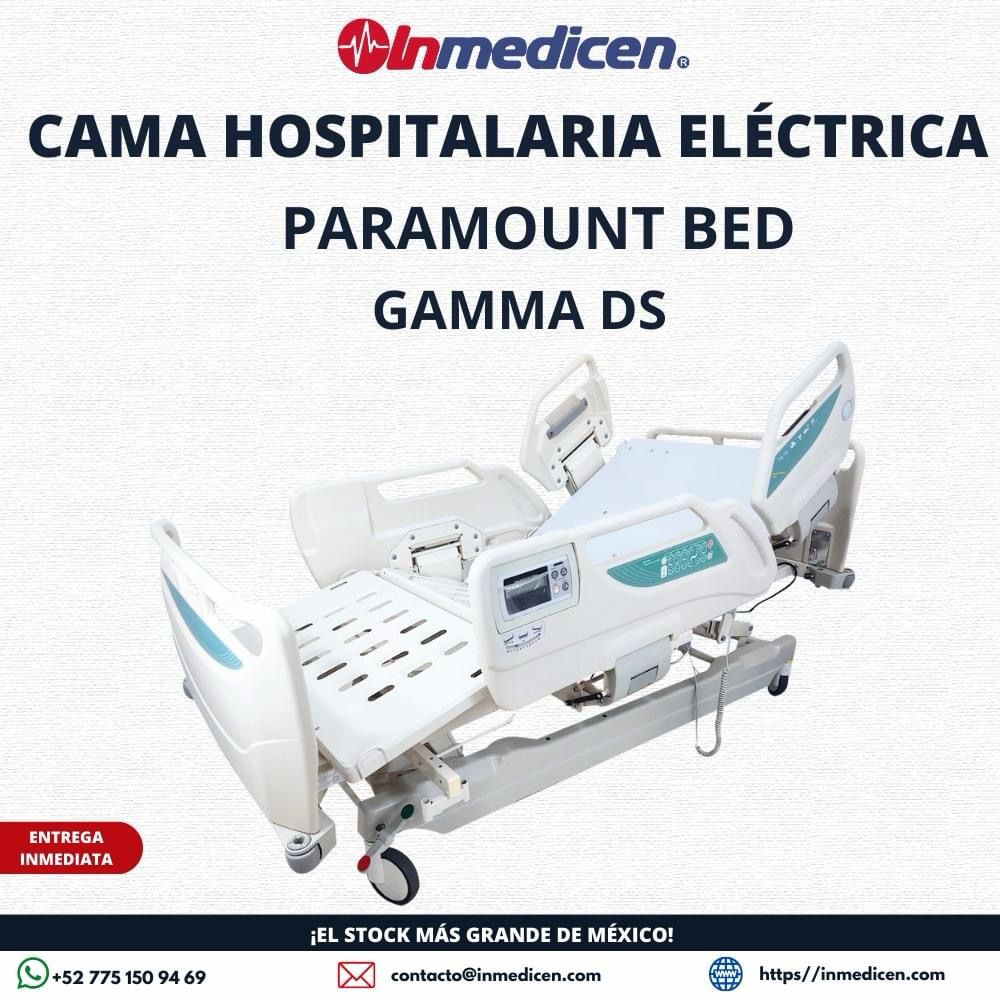 Inmedicen®
CAMA HOSPITALARIA ELÉCTRICA
PARAMOUNT BED
GAMMA DS
ENTREGA
INMEDIATA
¡EL STOCK MÁS GRANDE DE MÉXICO!
+52 775 150 94 69
contacto@inmedicen.com
https//inmedicen.com